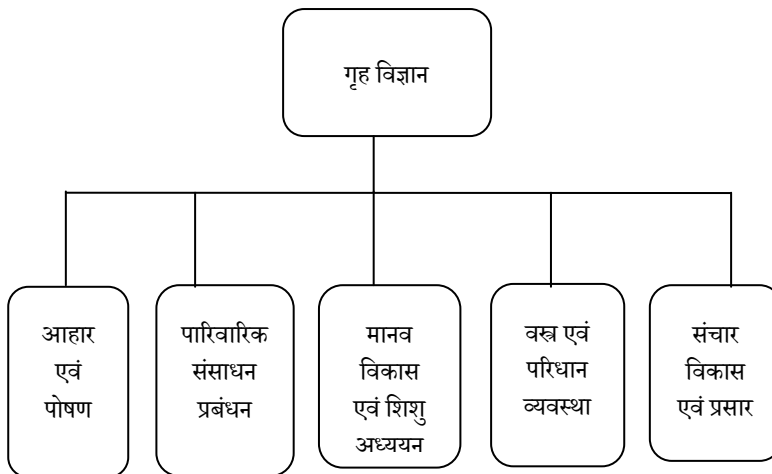 गृह विज्ञान
आहार
एवं
पोषण
पारिवारिक
संसाधन
प्रबंधन
मानव
विकास
एवं शिशु
अध्ययन
वस्त्र एवं
परिधान
व्यवस्था
संचार
विकास
एवं प्रसार